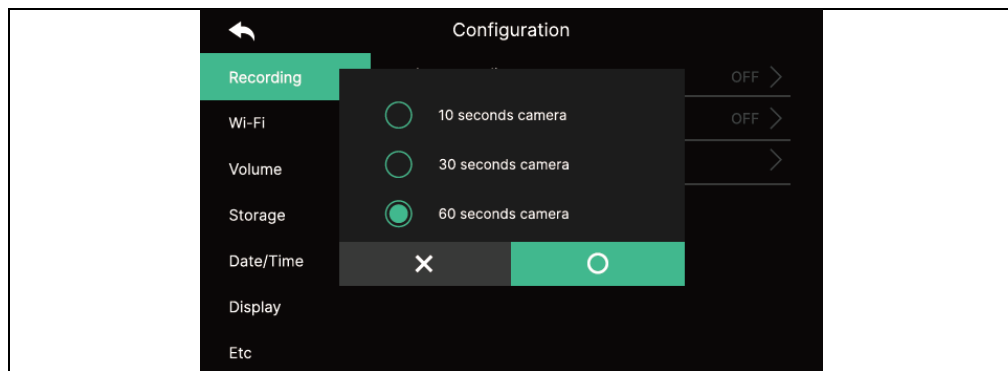 Configuration
Recording
OFF
Wi-Fi
OFF
10 seconds camera
Volume
30 seconds camera
Storage
60 seconds camera
Date/Time
Display
Etc